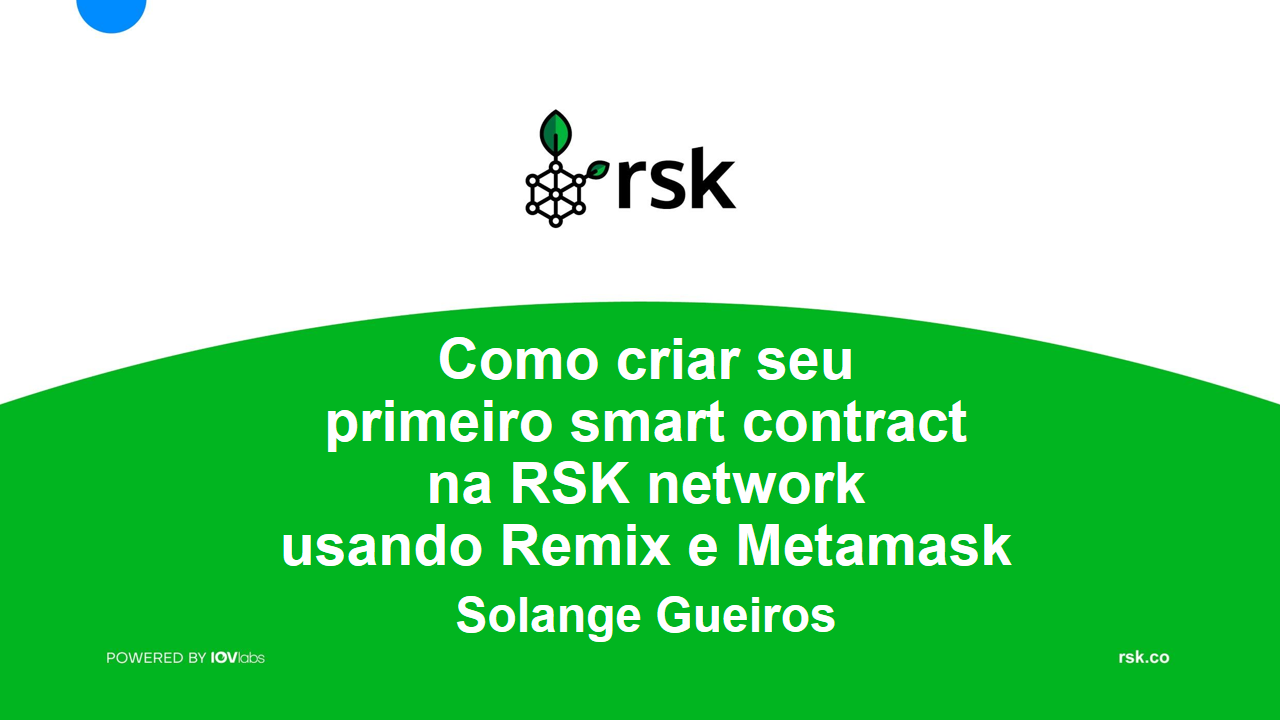 rsk
Como criar seu
primeiro smart contract
na RSK network
usando Remix e Metamask
Solange Gueiros
POWERED BY IOVlabs
rsk.co